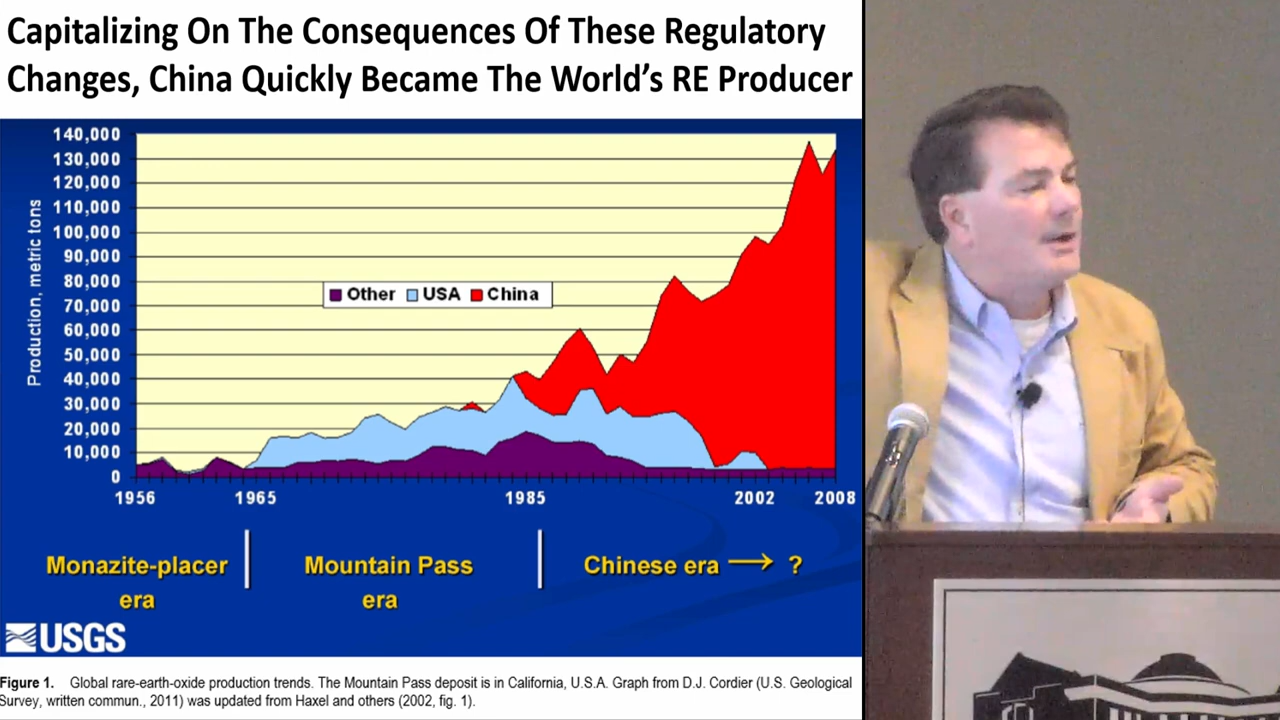 Capitalizing On The Consequences Of These Regulatory
Changes, China Quickly Became The World's RE Producer
140,000
130,000
120,000
110,000
100,000
90,000
80,000
70,000
60,000
50,000
40,000
30,000
20,000
10,000
0
Production, metric tons
Other USA China
1956 1965 1985 2002 2008
Monazite-placer era
Mountain Pass era
Chinese era → ?
USGS
Figure 1. Global rare-earth-oxide production trends. The Mountain Pass deposit is in California, U.S.A. Graph from D.J. Cordier (U.S. Geological
Survey, written commun., 2011) was updated from Haxel and others (2002, fig. 1).